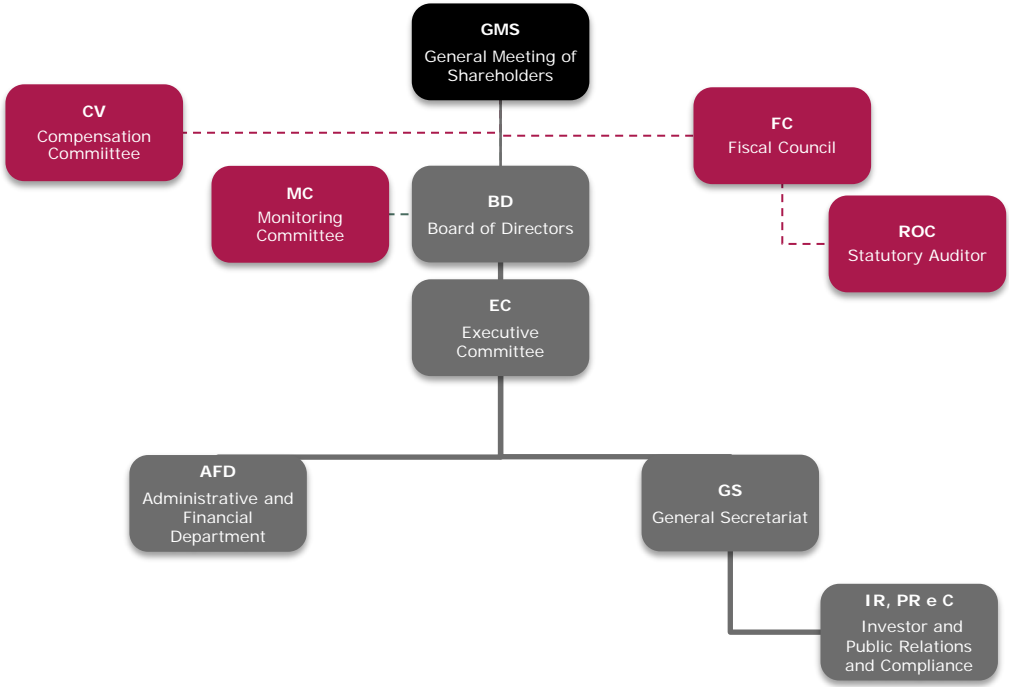 GMS
General Meeting of
Shareholders
CV
Compensation
Commiittee
FC
Fiscal Council
MC
Monitoring
Committee
BD
Board of Directors
ROC
Statutory Auditor
EC
Executive
Committee
AFD
Administrative and
Financial
Department
GS
General Secretariat
IR, PR e C
Investor and
Public Relations
and Compliance